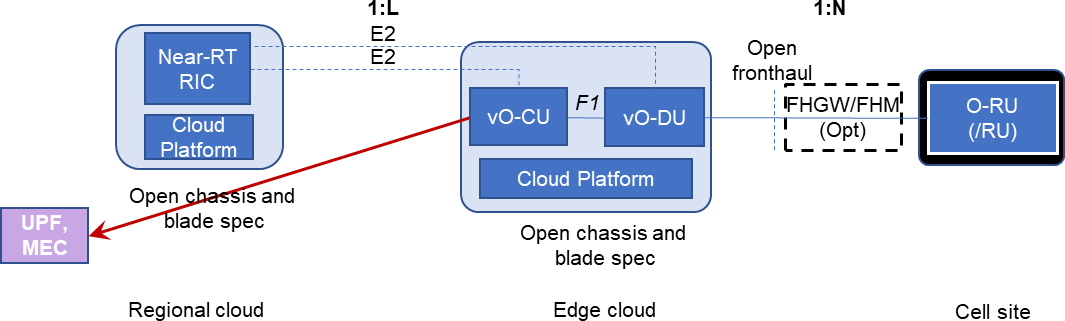 1:L
1:N
E2
E2
Near-RT
RIC
Cloud
Platform
Open chassis and
blade spec
UPF,
MEC
vO-CU
F1
vO-DU
Cloud Platform
Open chassis and
blade spec
Open
fronthaul
FHGW/FHM
(Opt)
O-RU
(/RU)
Regional cloud
Edge cloud
Cell site